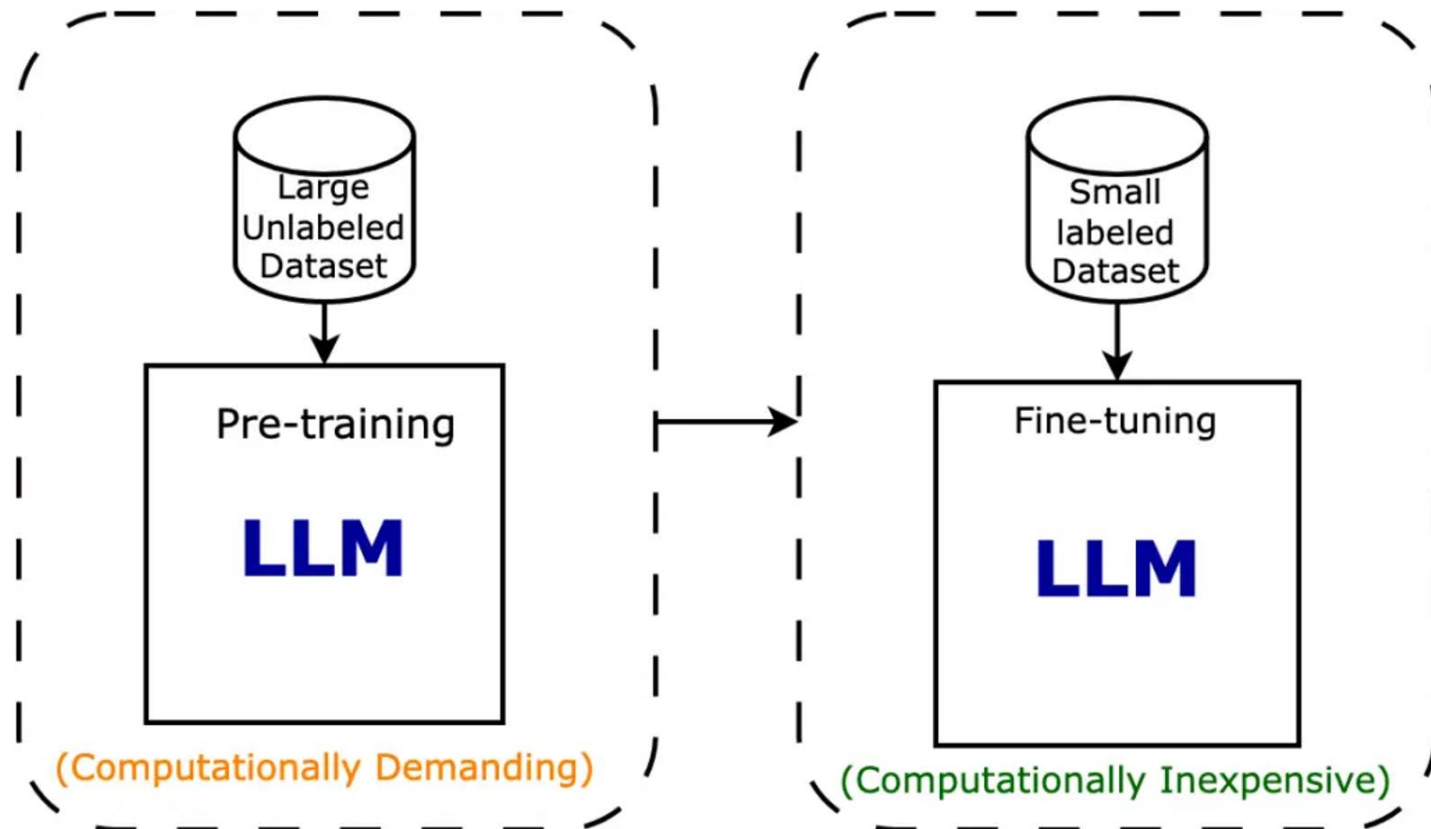 Large
Unlabeled
Dataset
Pre-training
LLM
(Computationally Demanding)
Small
labeled
Dataset
Fine-tuning
LLM
(Computationally Inexpensive)